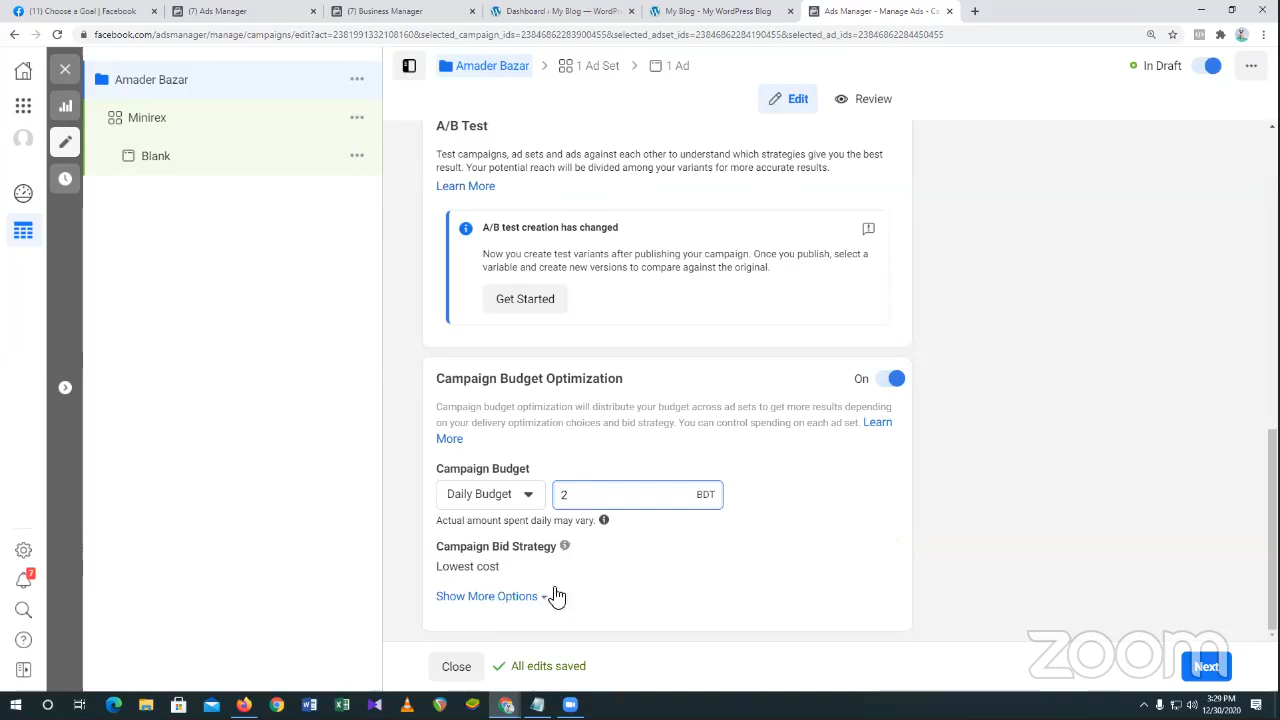 (11) Choose a Goal | Facebook
(7) Ads Manager
(7) Business Manager
Dashboard ‹ My Blog — WordPr
My Blog - My WordPress Blog
Ads Manager - Manage Ads - Ca
facebook.com/adsmanager/manage/campaigns/edit?act=2381991332108160&selected_campaign_ids=23846862283900455&selected_adset_ids=23846862284190455&selected_ad_ids=23846862284450455
Amader Bazar
Minirex
Blank
Amader Bazar
1 Ad Set
1 Ad
In Draft
Edit
Review
A/B Test
Test campaigns, ad sets and ads against each other to understand which strategies give you the best
result. Your potential reach will be divided among your variants for more accurate results.
Learn More
A/B test creation has changed
Now you create test variants after publishing your campaign. Once you publish, select a
variable and create new versions to compare against the original.
Get Started
Campaign Budget Optimization
On
Campaign budget optimization will distribute your budget across ad sets to get more results depending
on your delivery optimization choices and bid strategy. You can control spending on each ad set. Learn
More
Campaign Budget
Daily Budget
2
BDT
Actual amount spent daily may vary.
Campaign Bid Strategy
Lowest cost
Show More Options
Close
All edits saved
Next
zoom
7
3:29 PM
12/30/2020